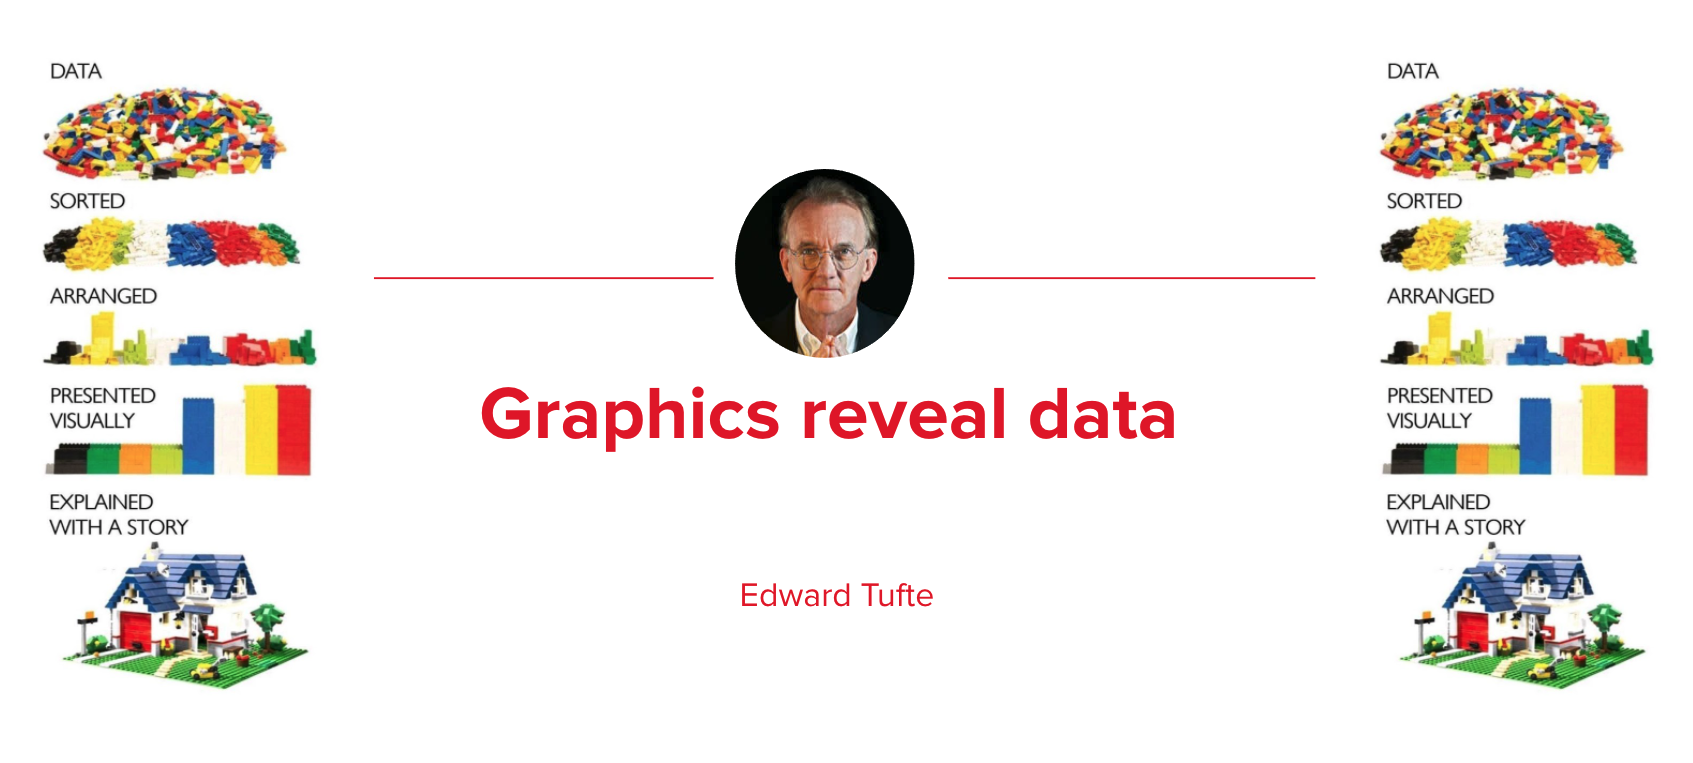 DATA
SORTED
ARRANGED
PRESENTED
VISUALLY
EXPLAINED
WITH A STORY
Graphics reveal data
Edward Tufte
DATA
SORTED
ARRANGED
PRESENTED
VISUALLY
EXPLAINED
WITH A STORY